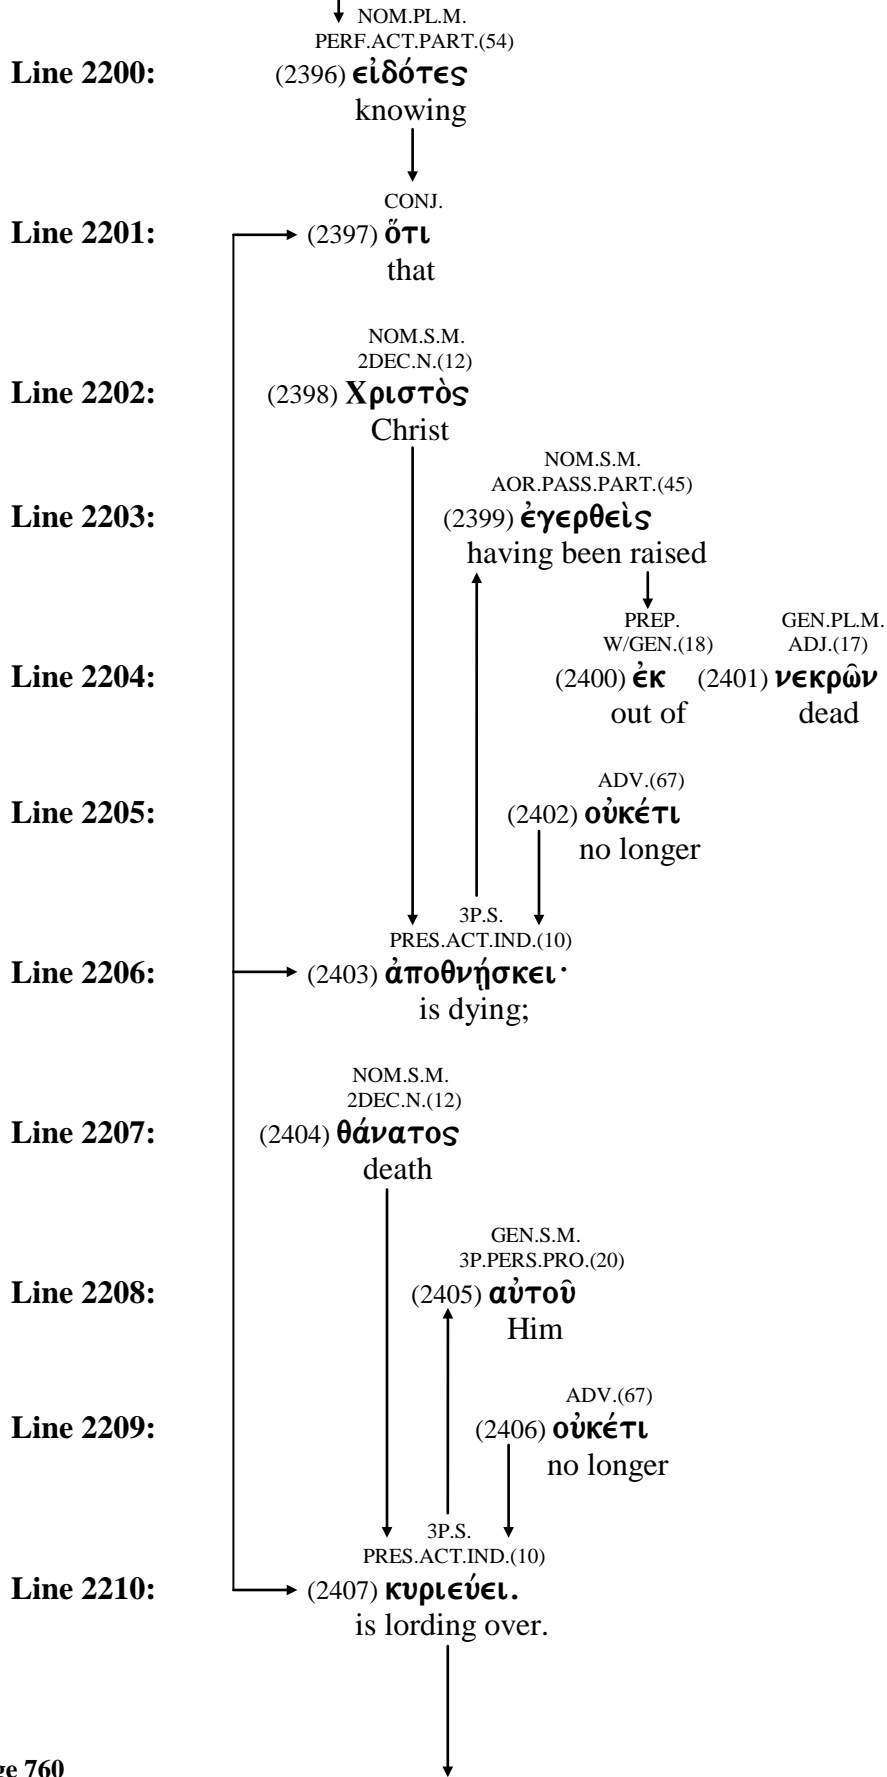 NOM.PL.M.
PERF.ACT.PART.(54)
Line 2200: (2396) εἰδότες
knowing
CONJ.
Line 2201: (2397) ὅτι
that
NOM.S.M.
2DEC.N.(12)
Line 2202: (2398) Χριστὸς
Christ
NOM.S.M.
AOR.PASS.PART.(45)
Line 2203: (2399) ἐγερθεὶς
having been raised
PREP. GEN.PL.M.
W/GEN.(18) ADJ.(17)
Line 2204: (2400) ἐκ (2401) νεκρῶν
out of dead
ADV.(67)
Line 2205: (2402) οὐκέτι
no longer
3P.S.
PRES.ACT.IND.(10)
Line 2206: (2403) ἀποθνῄσκει·
is dying;
NOM.S.M.
2DEC.N.(12)
Line 2207: (2404) θάνατος
death
GEN.S.M.
3P.PERS.PRO.(20)
Line 2208: (2405) αὐτοῦ
Him
ADV.(67)
Line 2209: (2406) οὐκέτι
no longer
3P.S.
PRES.ACT.IND.(10)
Line 2210: (2407) κυριεύει.
is lording over.
ge 760